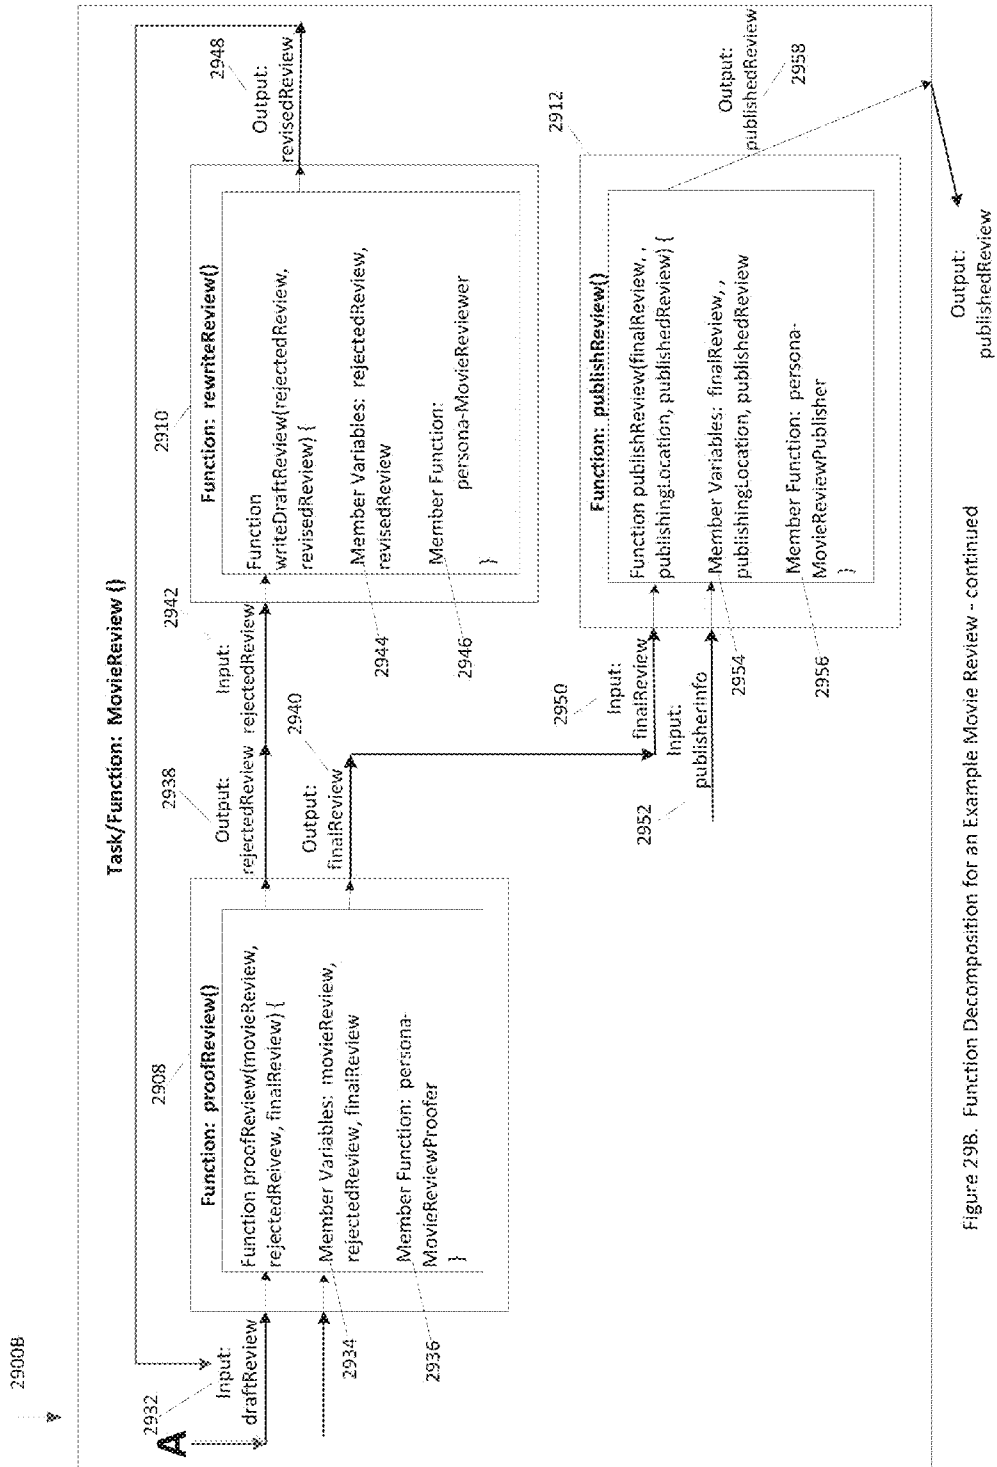 2900B
Task/Function: MovieReview ()
A
2932
Input:
draftReview
2908
Function: proofReview()
Function proofReview(movieReview,
rejectedReivew, finalReview) {
Member Variables: movieReview,
rejectedReview, finalReview
Member Function: persona-
MovieReviewProofer
}
2934
2936
2938
Output:
rejectedReview
2940
Output:
finalReview
2942
Input:
rejectedReview
2910
Function: rewriteReview()
Function
writeDraftReview(rejectedReview,
revisedReview) {
Member Variables: rejectedReview,
revisedReview
Member Function:
persona-MovieReviewer
}
2944
2946
2948
Output:
revisedReview
2950
Input:
finalReview
Input:
publisherInfo
2952
2912
Function: publishReview()
Function publishReview(finalReview, ,
publishingLocation, publishedReview) {
Member Variables: finalReview, ,
publishingLocation, publishedReview
Member Function: persona-
MovieReviewPublisher
}
2954
2956
Output:
publishedReview
2958
Output:
publishedReview
Figure 29B. Function Decomposition for an Example Movie Review - continued